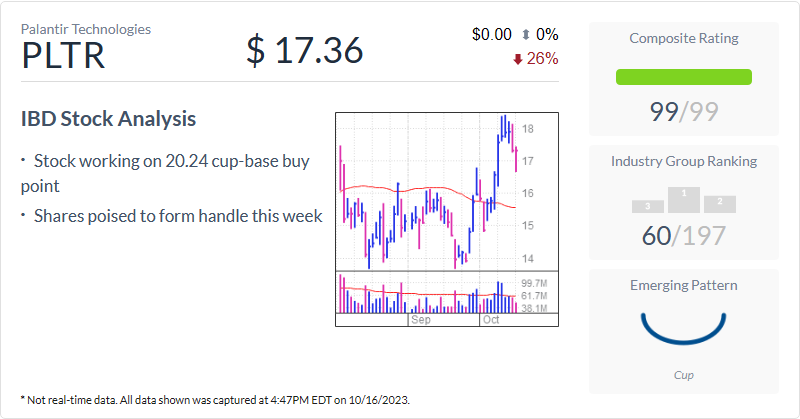 Palantir Technologies
PLTR
$ 17.36
$0.00 0%
26%
IBD Stock Analysis
• Stock working on 20.24 cup-base buy
point
• Shares poised to form handle this week
18
17
16
15
14
99.7M
61.7M
38.1M
Sep
Oct
Composite Rating
99/99
Industry Group Ranking
3
1
2
60/197
Emerging Pattern
Cup
* Not real-time data. All data shown was captured at 4:47PM EDT on 10/16/2023.